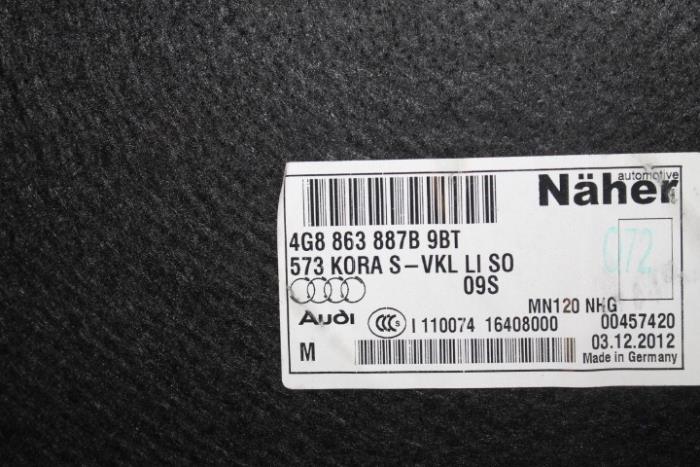 automotive
Näher
4G8 863 887B 9BT
573 KORA S-VKL LI SO
09S
072
MN120 NHG
Audi
CCC S
I 110074 16408000
00457420
M
03.12.2012
Made in Germany